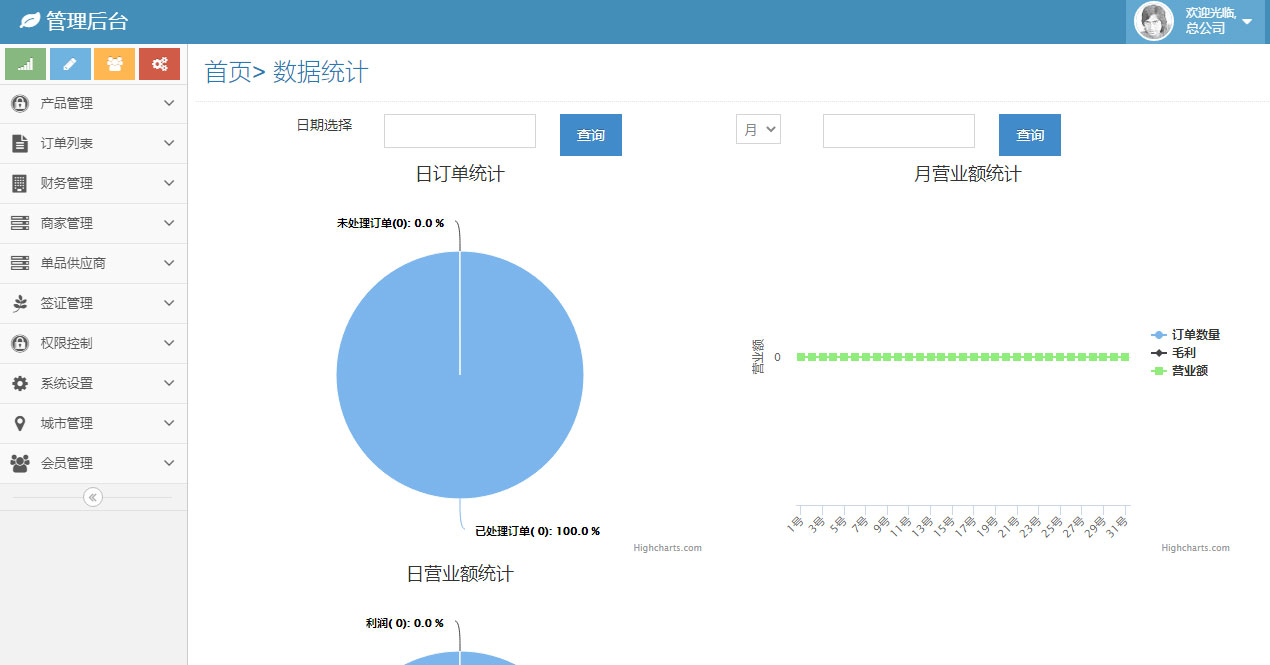 管理后台
欢迎光临,
总公司
产品管理
订单列表
财务管理
商家管理
单品供应商
签证管理
权限控制
系统设置
城市管理
会员管理
首页> 数据统计
日期选择
查询
月
查询
日订单统计
未处理订单(0): 0.0 %
已处理订单( 0): 100.0 %
Highcharts.com
月营业额统计
营业额
0
订单数量
毛利
营业额
1号 3号 5号 7号 9号 11号 13号 15号 17号 19号 21号 23号 25号 27号 29号 31号
Highcharts.com
日营业额统计
利润( 0): 0.0 %